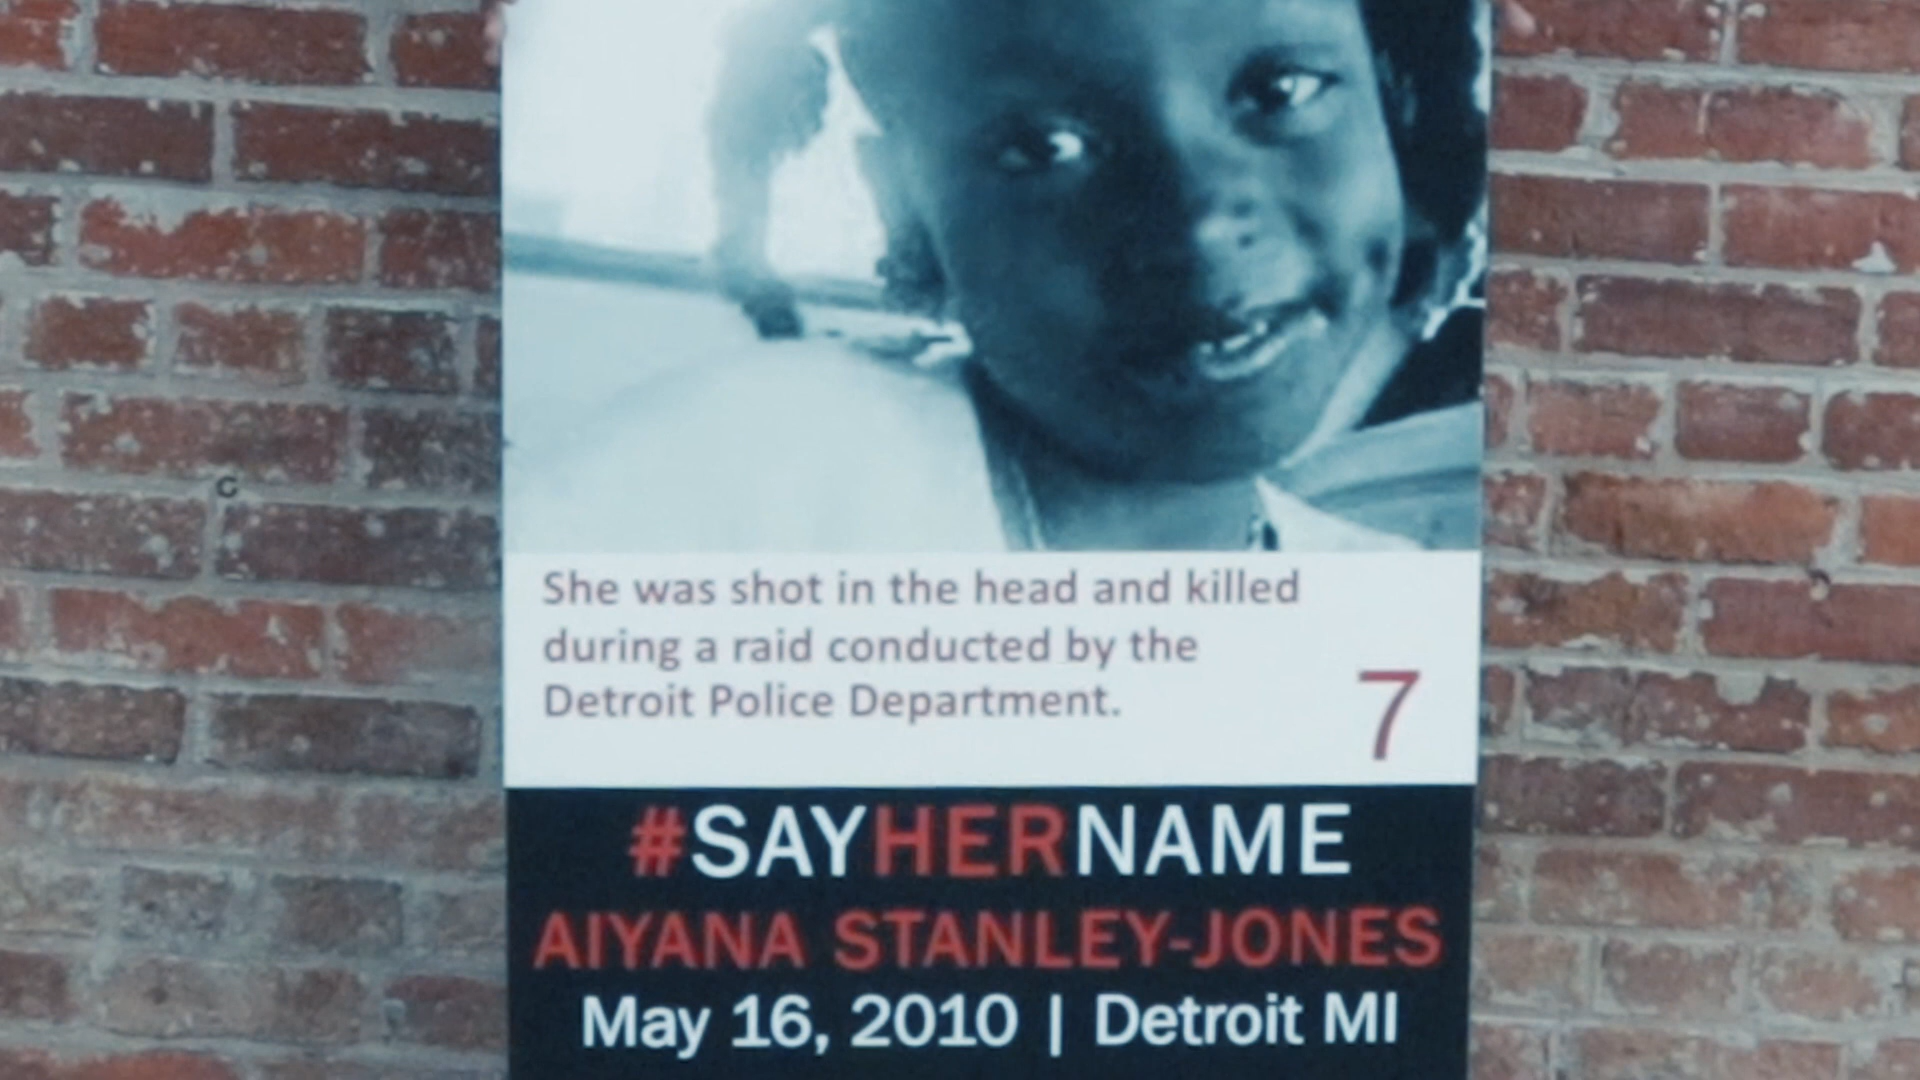 She was shot in the head and killed
during a raid conducted by the
Detroit Police Department.
7
#SAYHERNAME
AIYANA STANLEY-JONES
May 16, 2010 | Detroit MI